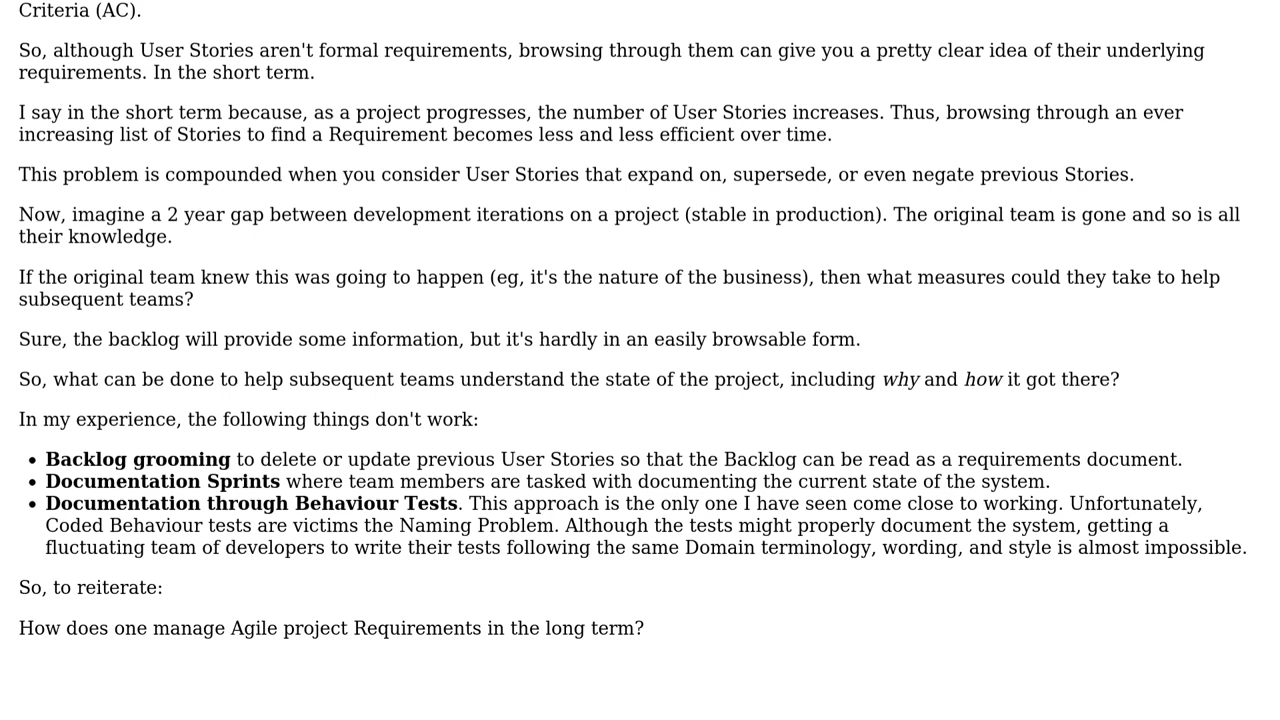 Criteria (AC).
So, although User Stories aren't formal requirements, browsing through them can give you a pretty clear idea of their underlying
requirements. In the short term.
I say in the short term because, as a project progresses, the number of User Stories increases. Thus, browsing through an ever
increasing list of Stories to find a Requirement becomes less and less efficient over time.
This problem is compounded when you consider User Stories that expand on, supersede, or even negate previous Stories.
Now, imagine a 2 year gap between development iterations on a project (stable in production). The original team is gone and so is all
their knowledge.
If the original team knew this was going to happen (eg, it's the nature of the business), then what measures could they take to help
subsequent teams?
Sure, the backlog will provide some information, but it's hardly in an easily browsable form.
So, what can be done to help subsequent teams understand the state of the project, including why and how it got there?
In my experience, the following things don't work:
• Backlog grooming to delete or update previous User Stories so that the Backlog can be read as a requirements document.
• Documentation Sprints where team members are tasked with documenting the current state of the system.
• Documentation through Behaviour Tests. This approach is the only one I have seen come close to working. Unfortunately,
Coded Behaviour tests are victims the Naming Problem. Although the tests might properly document the system, getting a
fluctuating team of developers to write their tests following the same Domain terminology, wording, and style is almost impossible.
So, to reiterate:
How does one manage Agile project Requirements in the long term?